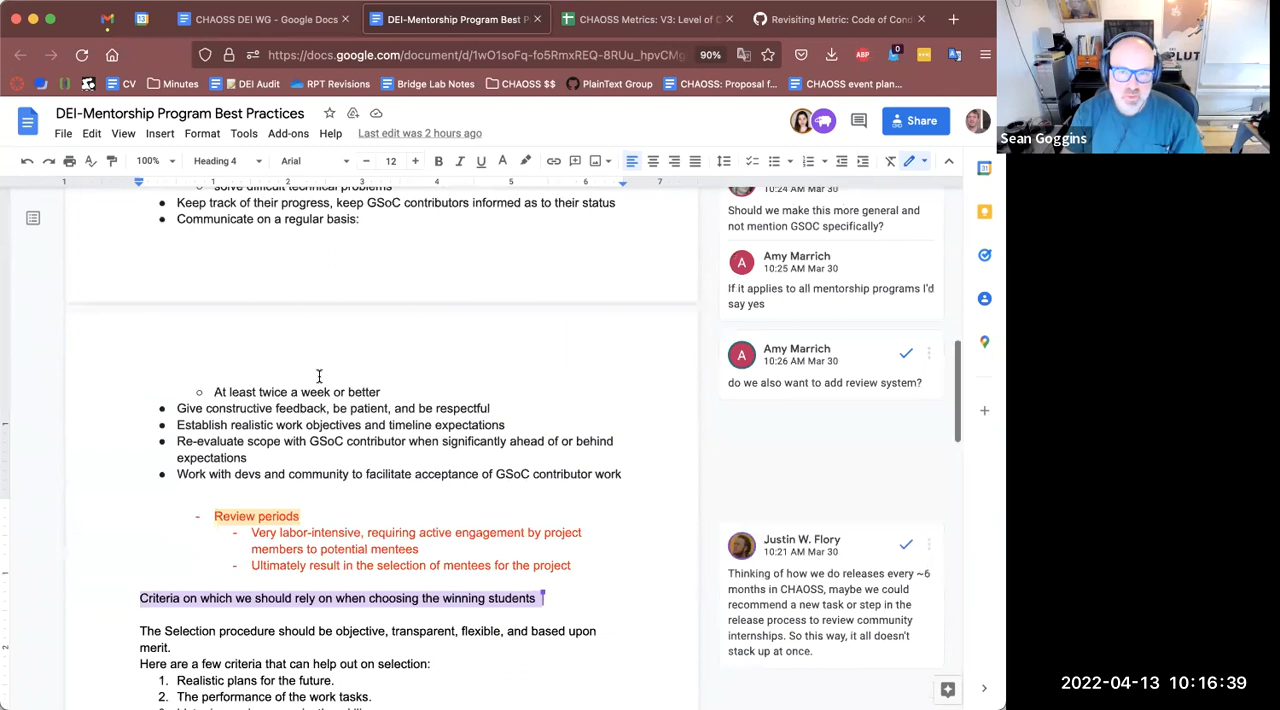 CHAOSS DEI WG - Google Docs
DEI-Mentorship Program Best P
CHAOSS Metrics: V3: Level of C
Revisiting Metric: Code of Cond
https://docs.google.com/document/d/1wO1soFq-fo5RmxREQ-8RUu_hpvCMg
90%
ABP
0
CV
Minutes
DEI Audit
RPT Revisions
Bridge Lab Notes
CHAOSS $$
PlainText Group
CHAOSS: Proposal f…
CHAOSS event plan…
DEI-Mentorship Program Best Practices
File Edit View Insert Format Tools Add-ons Help Last edit was 2 hours ago
Share
100% Heading 4 Arial 12
1 1 2 3 4 5 6 7
solve difficult technical problems
● Keep track of their progress, keep GSoC contributors informed as to their status
● Communicate on a regular basis:
○ At least twice a week or better
● Give constructive feedback, be patient, and be respectful
● Establish realistic work objectives and timeline expectations
● Re-evaluate scope with GSoC contributor when significantly ahead of or behind
expectations
● Work with devs and community to facilitate acceptance of GSoC contributor work
- Review periods
- Very labor-intensive, requiring active engagement by project
members to potential mentees
- Ultimately result in the selection of mentees for the project
Criteria on which we should rely on when choosing the winning students
The Selection procedure should be objective, transparent, flexible, and based upon
merit.
Here are a few criteria that can help out on selection:
1. Realistic plans for the future.
2. The performance of the work tasks.
10:24 AM Mar 30
Should we make this more general and
not mention GSOC specifically?
A
Amy Marrich
10:25 AM Mar 30
If it applies to all mentorship programs I'd
say yes
A
Amy Marrich
10:26 AM Mar 30
do we also want to add review system?
Justin W. Flory
10:21 AM Mar 30
Thinking of how we do releases every ~6
months in CHAOSS, maybe we could
recommend a new task or step in the
release process to review community
internships. So this way, it all doesn't
stack up at once.
Sean Goggins
2022-04-13 10:16:39